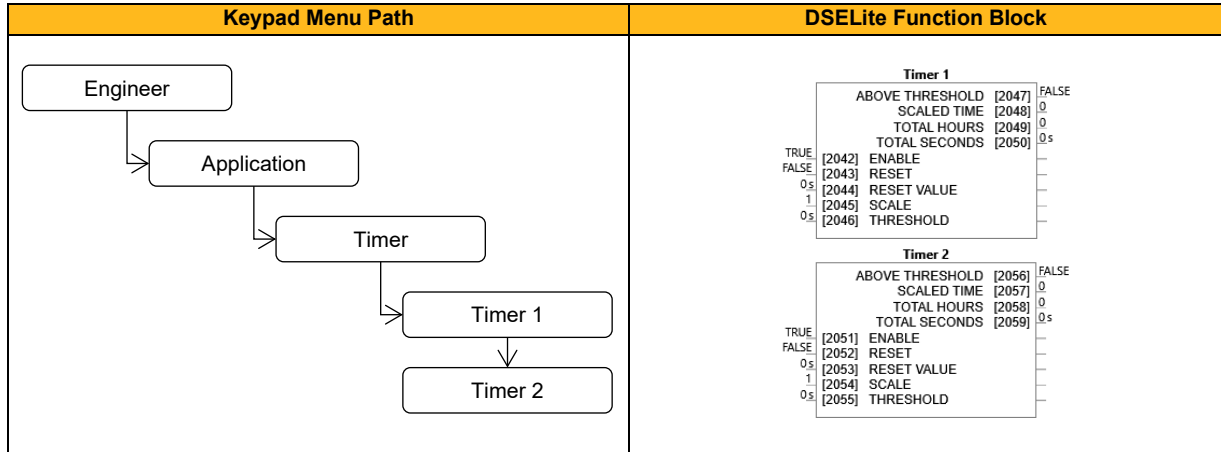 Keypad Menu Path
DSELite Function Block
Engineer
Application
Timer
Timer 1
Timer 2
Timer 1
ABOVE THRESHOLD [2047] FALSE
SCALED TIME [2048] 0
TOTAL HOURS [2049] 0
TOTAL SECONDS [2050] 0 s
TRUE [2042] ENABLE
FALSE [2043] RESET
0 s [2044] RESET VALUE
1 [2045] SCALE
0 s [2046] THRESHOLD
Timer 2
ABOVE THRESHOLD [2056] FALSE
SCALED TIME [2057] 0
TOTAL HOURS [2058] 0
TOTAL SECONDS [2059] 0 s
TRUE [2051] ENABLE
FALSE [2052] RESET
0 s [2053] RESET VALUE
1 [2054] SCALE
0 s [2055] THRESHOLD